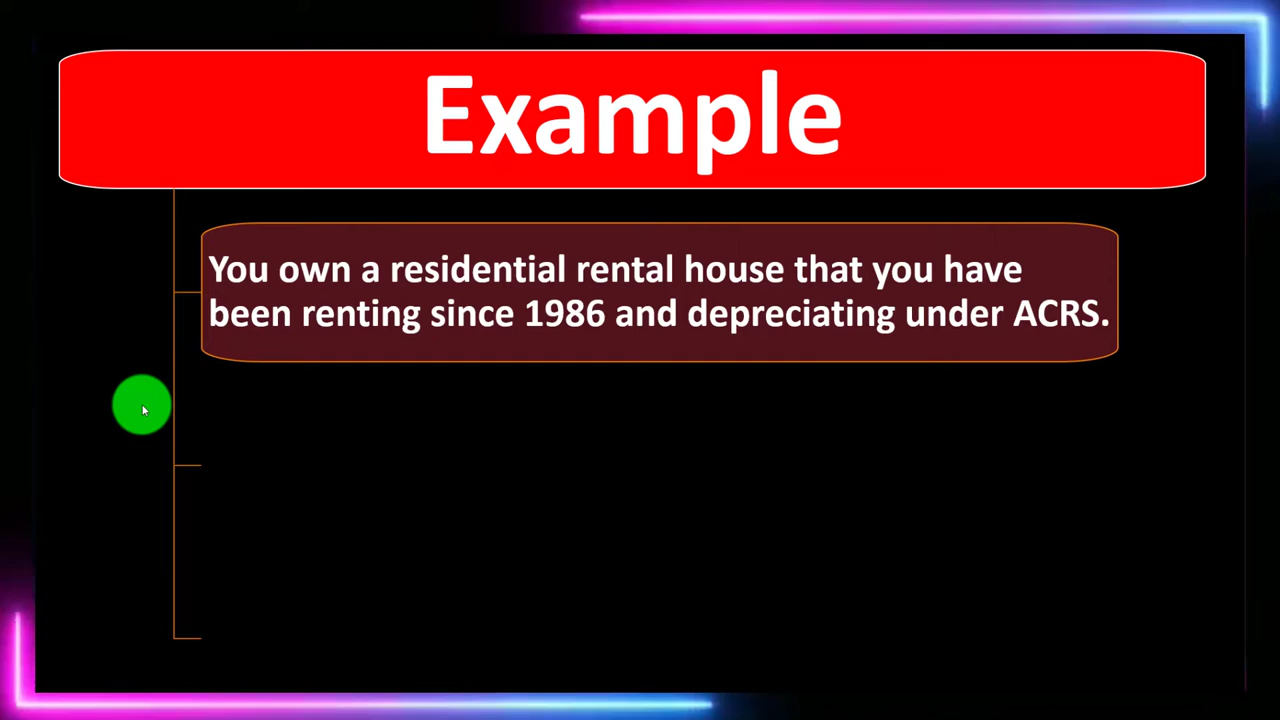 Example
You own a residential rental house that you have
been renting since 1986 and depreciating under ACRS.